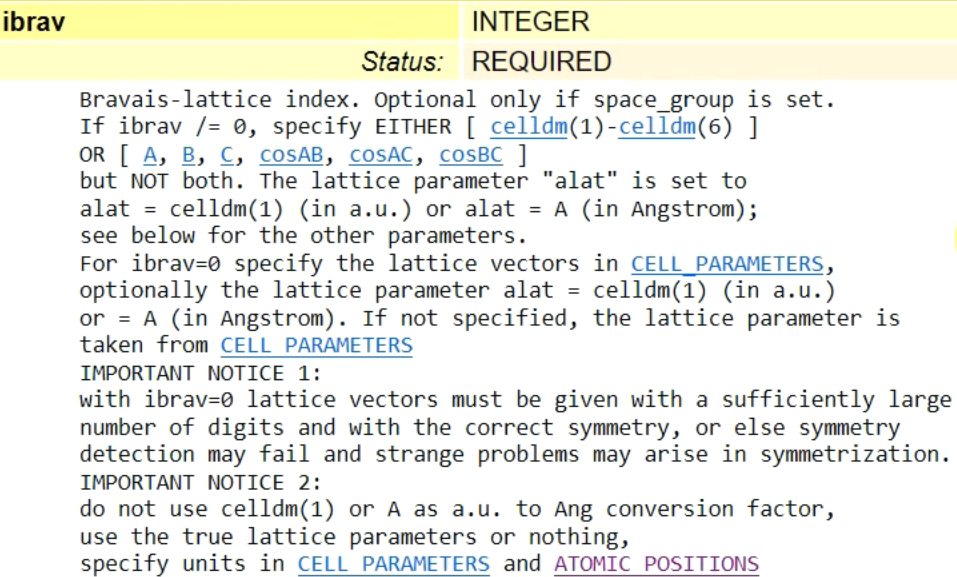 ibrav INTEGER
Status: REQUIRED
Bravais-lattice index. Optional only if space_group is set.
If ibrav /= 0, specify EITHER [ celldm(1)-celldm(6) ]
OR [ A, B, C, cosAB, cosAC, cosBC ]
but NOT both. The lattice parameter "alat" is set to
alat = celldm(1) (in a.u.) or alat = A (in Angstrom);
see below for the other parameters.
For ibrav=0 specify the lattice vectors in CELL_PARAMETERS,
optionally the lattice parameter alat = celldm(1) (in a.u.)
or = A (in Angstrom). If not specified, the lattice parameter is
taken from CELL_PARAMETERS
IMPORTANT NOTICE 1:
with ibrav=0 lattice vectors must be given with a sufficiently large
number of digits and with the correct symmetry, or else symmetry
detection may fail and strange problems may arise in symmetrization.
IMPORTANT NOTICE 2:
do not use celldm(1) or A as a.u. to Ang conversion factor,
use the true lattice parameters or nothing,
specify units in CELL_PARAMETERS and ATOMIC_POSITIONS